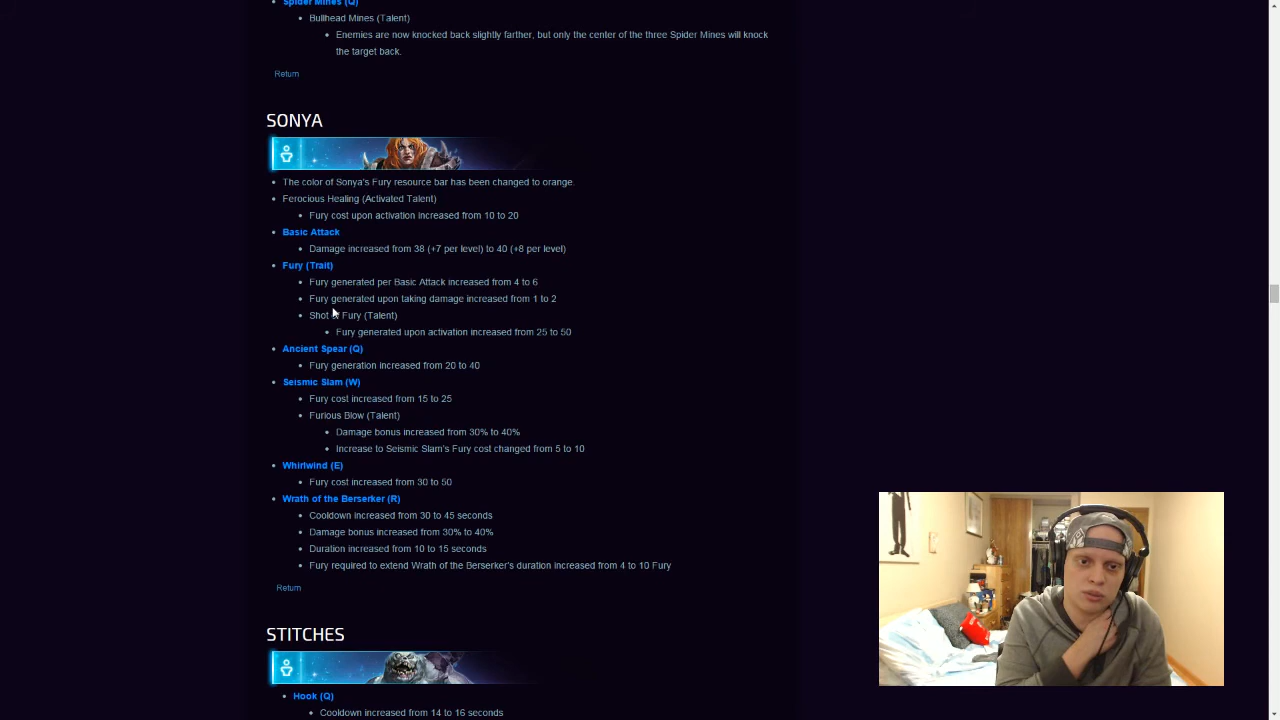 Spider Mines (Q)
Bullhead Mines (Talent)
Enemies are now knocked back slightly farther, but only the center of the three Spider Mines will knock
the target back.
Return
SONYA
The color of Sonya's Fury resource bar has been changed to orange.
Ferocious Healing (Activated Talent)
Fury cost upon activation increased from 10 to 20
Basic Attack
Damage increased from 38 (+7 per level) to 40 (+8 per level)
Fury (Trait)
Fury generated per Basic Attack increased from 4 to 6
Fury generated upon taking damage increased from 1 to 2
Shot of Fury (Talent)
Fury generated upon activation increased from 25 to 50
Ancient Spear (Q)
Fury generation increased from 20 to 40
Seismic Slam (W)
Fury cost increased from 15 to 25
Furious Blow (Talent)
Damage bonus increased from 30% to 40%
Increase to Seismic Slam's Fury cost changed from 5 to 10
Whirlwind (E)
Fury cost increased from 30 to 50
Wrath of the Berserker (R)
Cooldown increased from 30 to 45 seconds
Damage bonus increased from 30% to 40%
Duration increased from 10 to 15 seconds
Fury required to extend Wrath of the Berserker's duration increased from 4 to 10 Fury
Return
STITCHES
Hook (Q)
Cooldown increased from 14 to 16 seconds